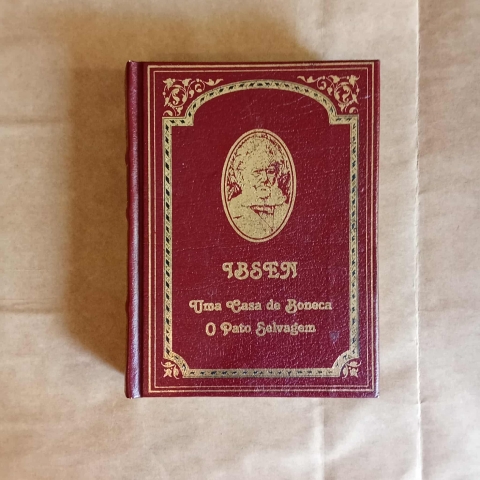 IBSEN
Uma Casa de Boneca
O Pato Selvagem